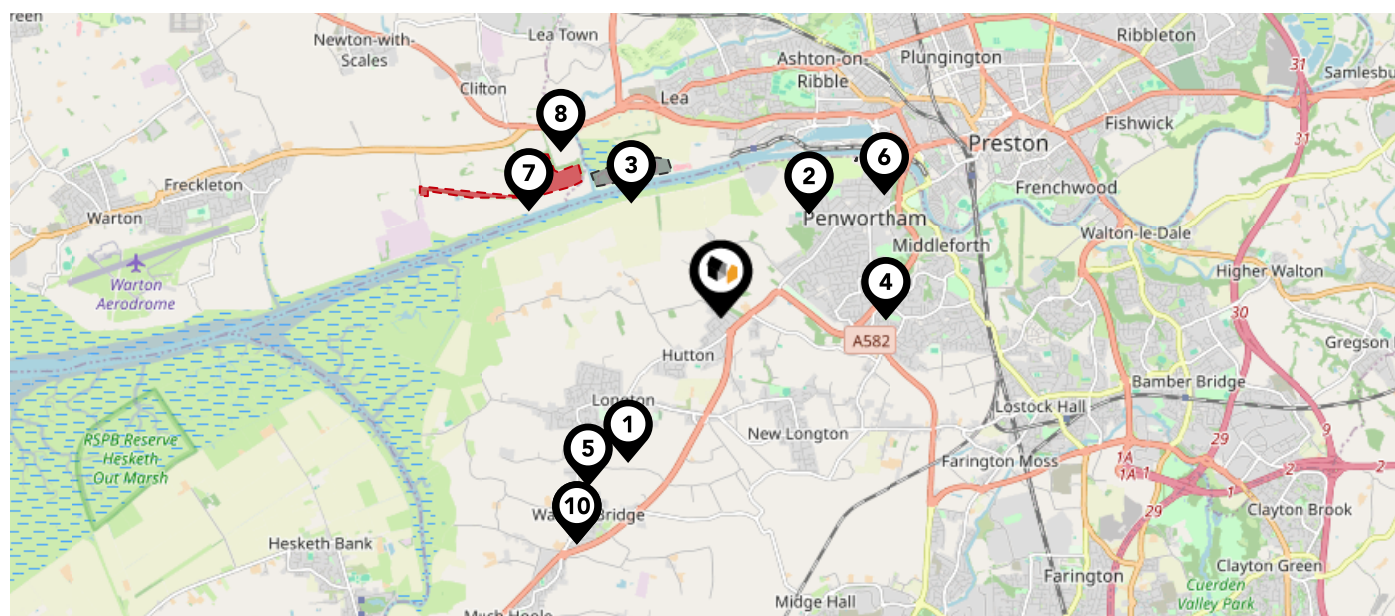 Newton-with-
Scales
Lea Town
Ashton-on-
Ribble
Plungington
Ribbleton
31
Samlesbu
Clifton
Lea
8
Fishwick
31
Preston
3
6
7
2
Freckleton
Frenchwood
Warton
Penwortham
Walton-le-Dale
Middleforth
Higher Walton
Warton
Aerodrome
4
30
A582
Gregson
Hutton
Bamber Bridge
Longton
Lostock Hall
1
New Longton
9
RSPB Reserve
Hesketh
Out Marsh
29
5
Farington Moss
1A
1A
1
2
2
1
10
Wa
Bridge
29
Clayton Brook
Hesketh Bank
Clayton Green
Farington
Cuerden
Valley Park
Midge Hall